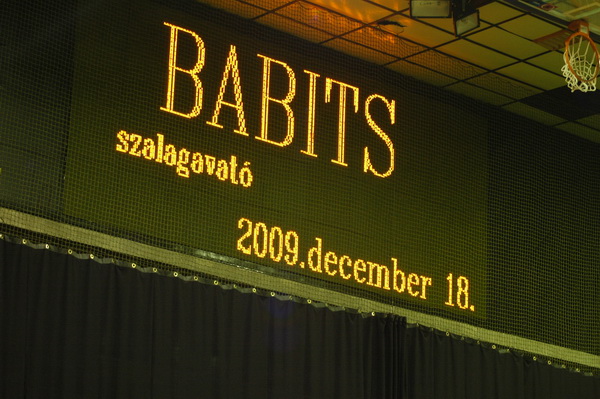 BABITS
szalagavató
2009.december 18.